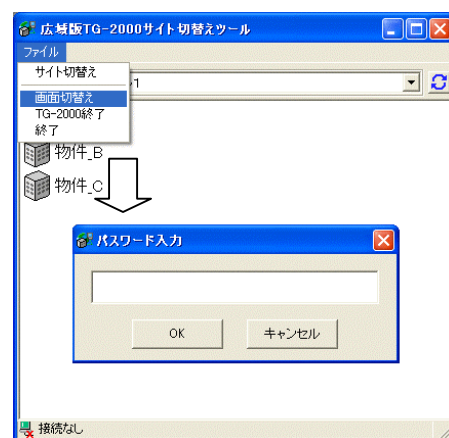 広域版TG-2000サイト切替えツール
ファイル
サイト切替え
画面切替え
TG-2000終了
終了
1
物件_B
物件_C
パスワード入力
OK
キャンセル
接続なし